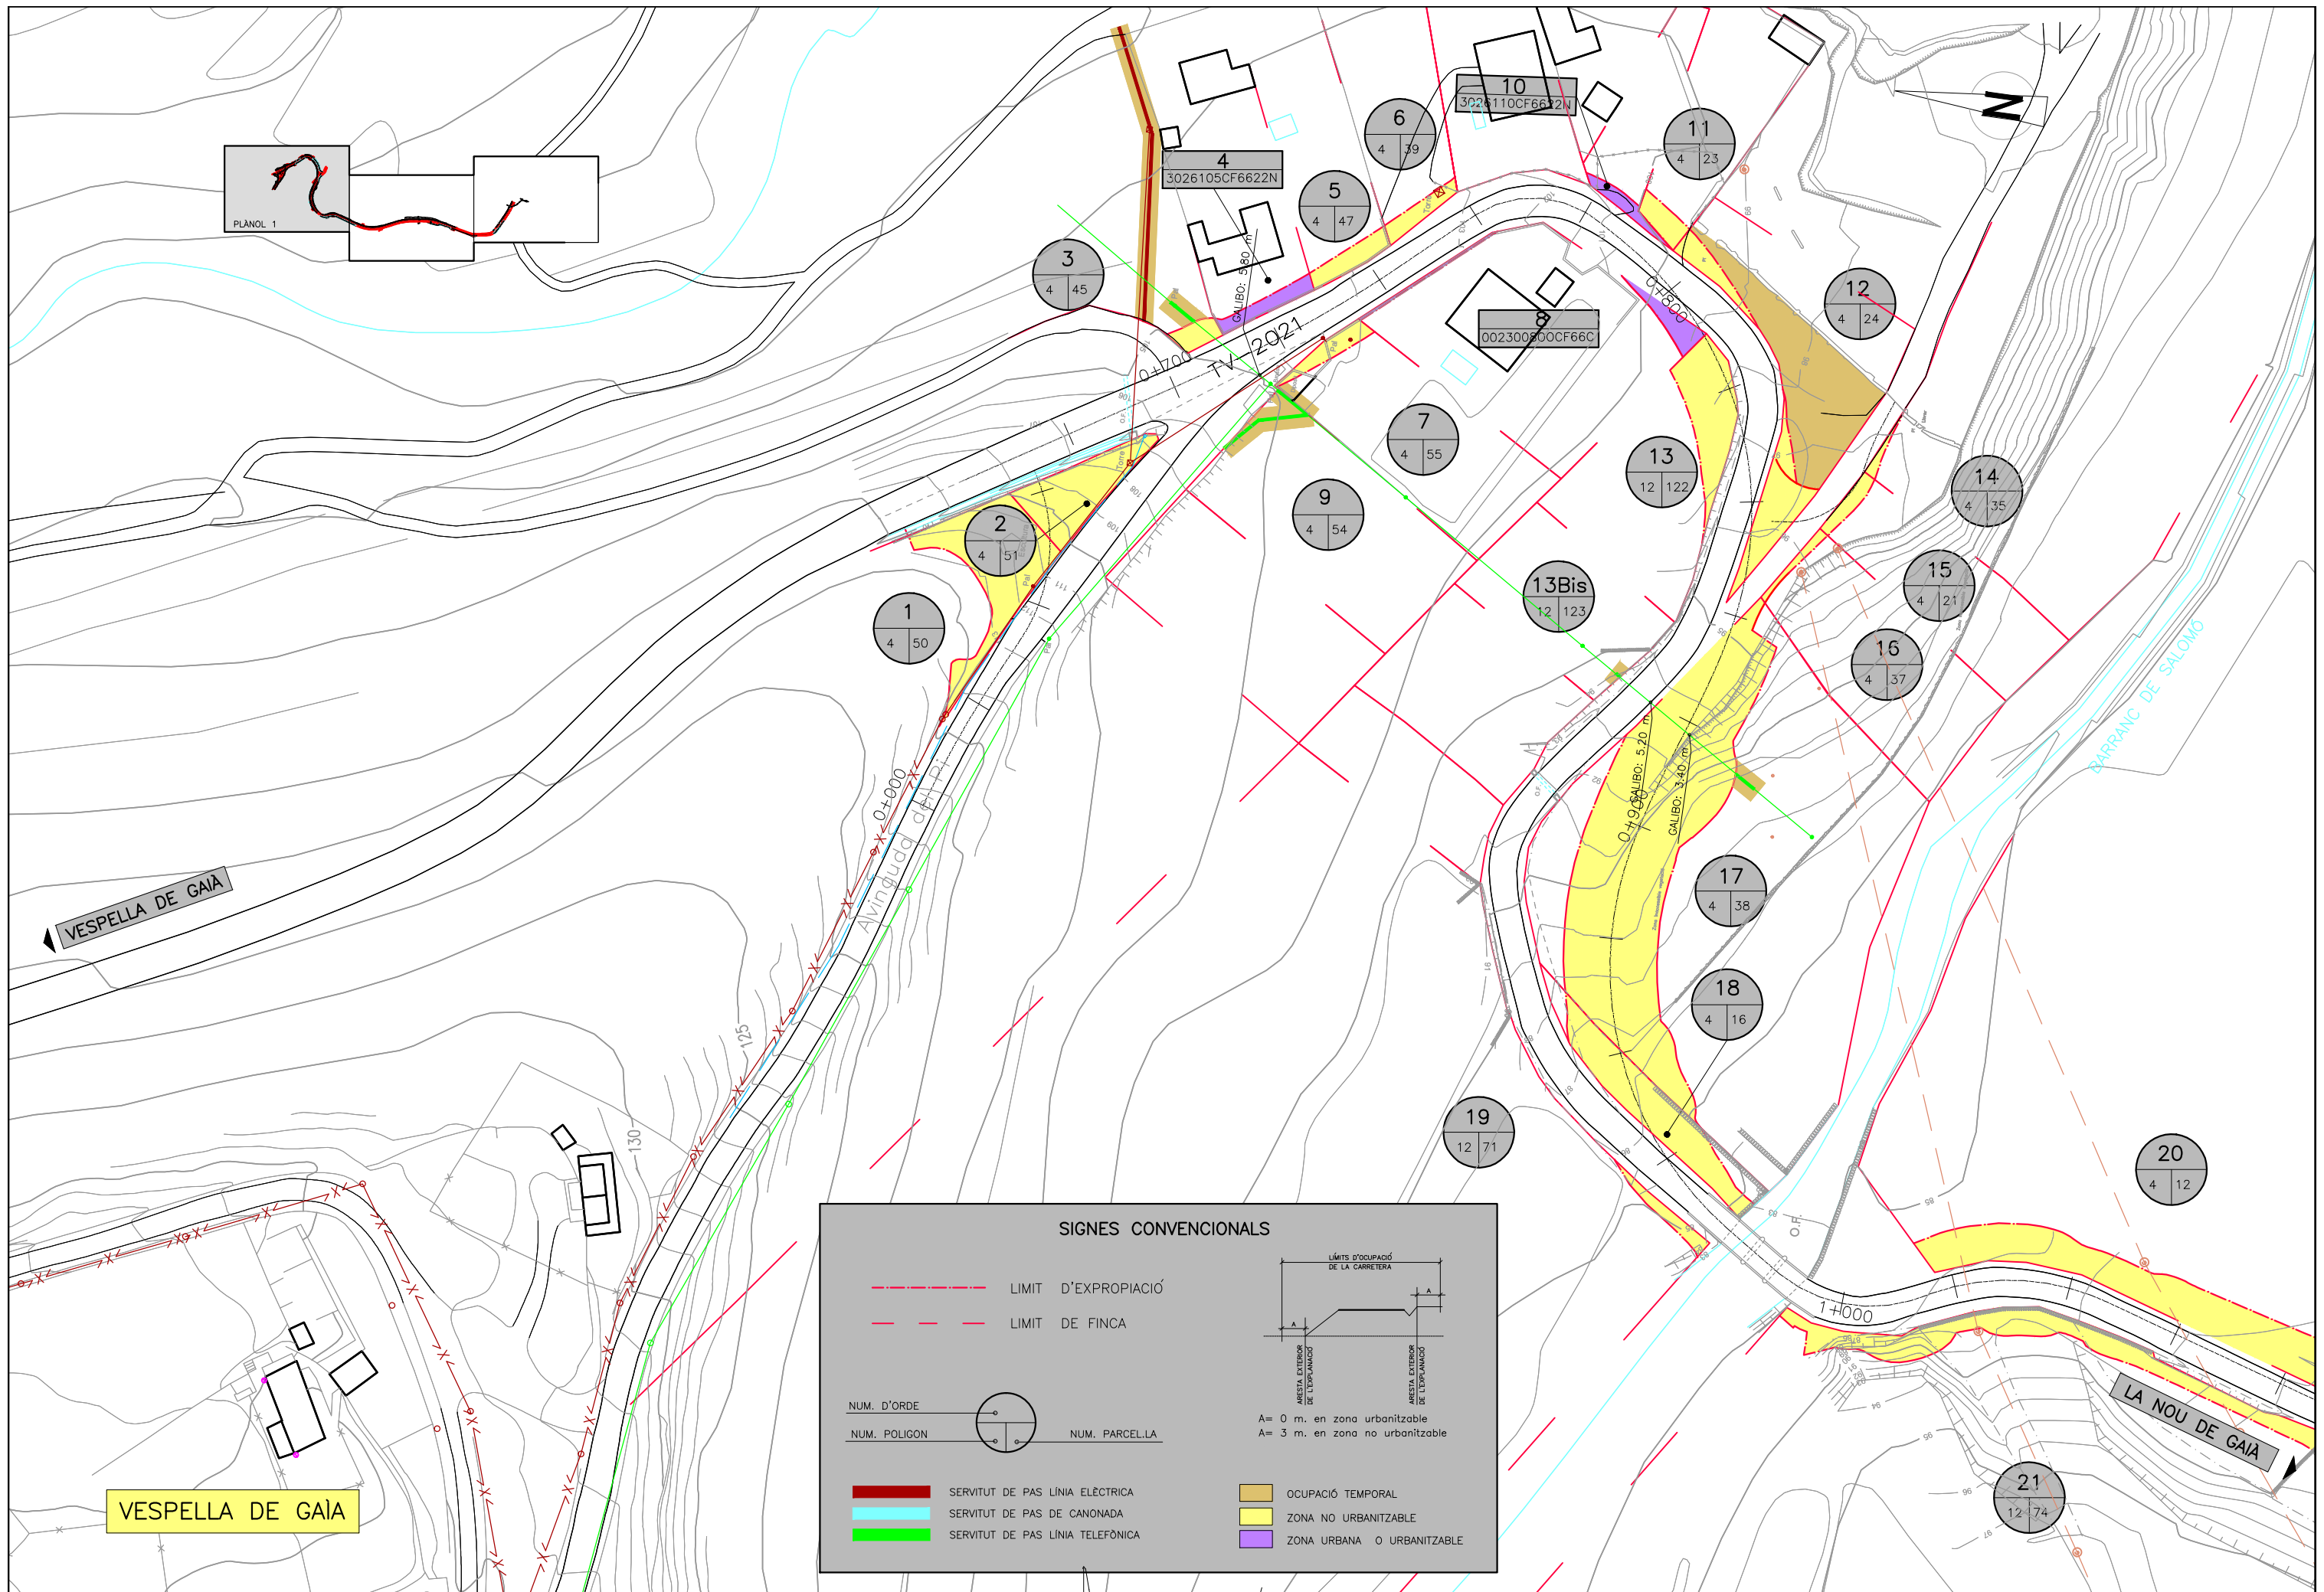 PLÀNOL 1
N
10
3026110CF6622N
6
4 39
11
4 23
4
3026105CF6622N
5
4 47
3
4 45
12
4 24
8
002300800CF66C
GALIBO: 5.80 m
TV-2021
0+700
0+800
7
4 55
13
12 122
14
4 35
9
4 54
2
4 51
1
4 50
13Bis
12 123
15
4 21
16
4 37
BARRANC DE SALOMÓ
GALIBO: 5.20 m
GALIBO: 3.40 m
0+900
0+000
Avinguda del Pi
VESPELLA DE GAIÀ
17
4 38
18
4 16
19
12 71
20
4 12
125
130
O.F.
1+000
LA NOU DE GAIÀ
21
12 74
Torre
Pal
Torre
Pal
Pal
Pal
O.F.
O.F.
SIGNES CONVENCIONALS
LIMIT D'EXPROPIACIÓ
LIMIT DE FINCA
LÍMITS D'OCUPACIÓ
DE LA CARRETERA
A
A
ARESTA EXTERIOR
DE L'EXPLANACIÓ
ARESTA EXTERIOR
DE L'EXPLANACIÓ
A= 0 m. en zona urbanitzable
A= 3 m. en zona no urbanitzable
NUM. D'ORDE
NUM. POLIGON
NUM. PARCEL.LA
SERVITUT DE PAS LÍNIA ELÈCTRICA
SERVITUT DE PAS DE CANONADA
SERVITUT DE PAS LÍNIA TELEFÒNICA
OCUPACIÓ TEMPORAL
ZONA NO URBANITZABLE
ZONA URBANA O URBANITZABLE
VESPELLA DE GAÌA